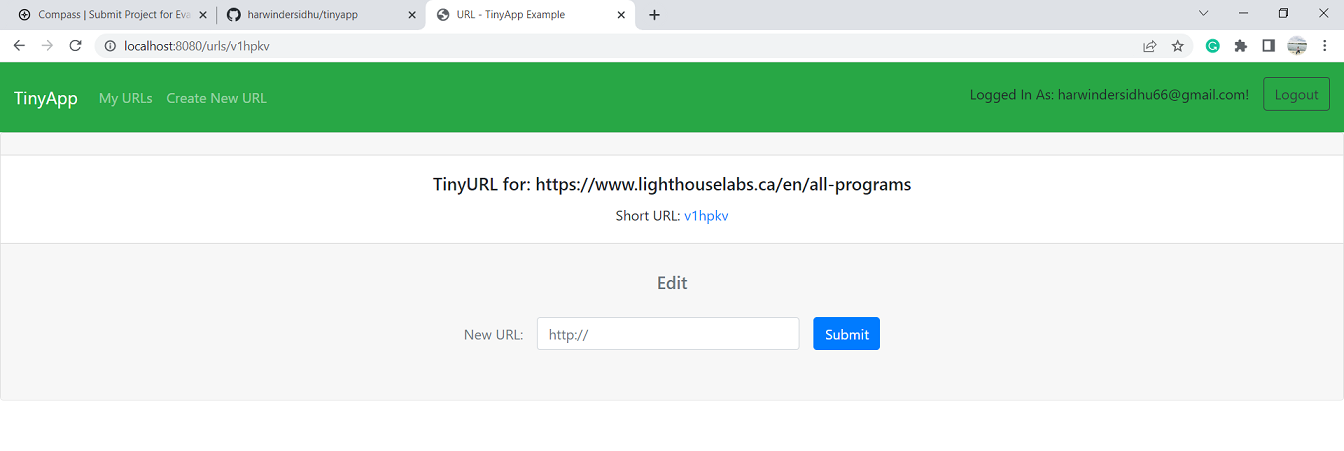 Compass | Submit Project for Eva
harwindersidhu/tinyapp
URL - TinyApp Example
localhost:8080/urls/v1hpkv
TinyApp My URLs Create New URL Logged In As: harwindersidhu66@gmail.com! Logout
TinyURL for: https://www.lighthouselabs.ca/en/all-programs
Short URL: v1hpkv
Edit
New URL: http:// Submit